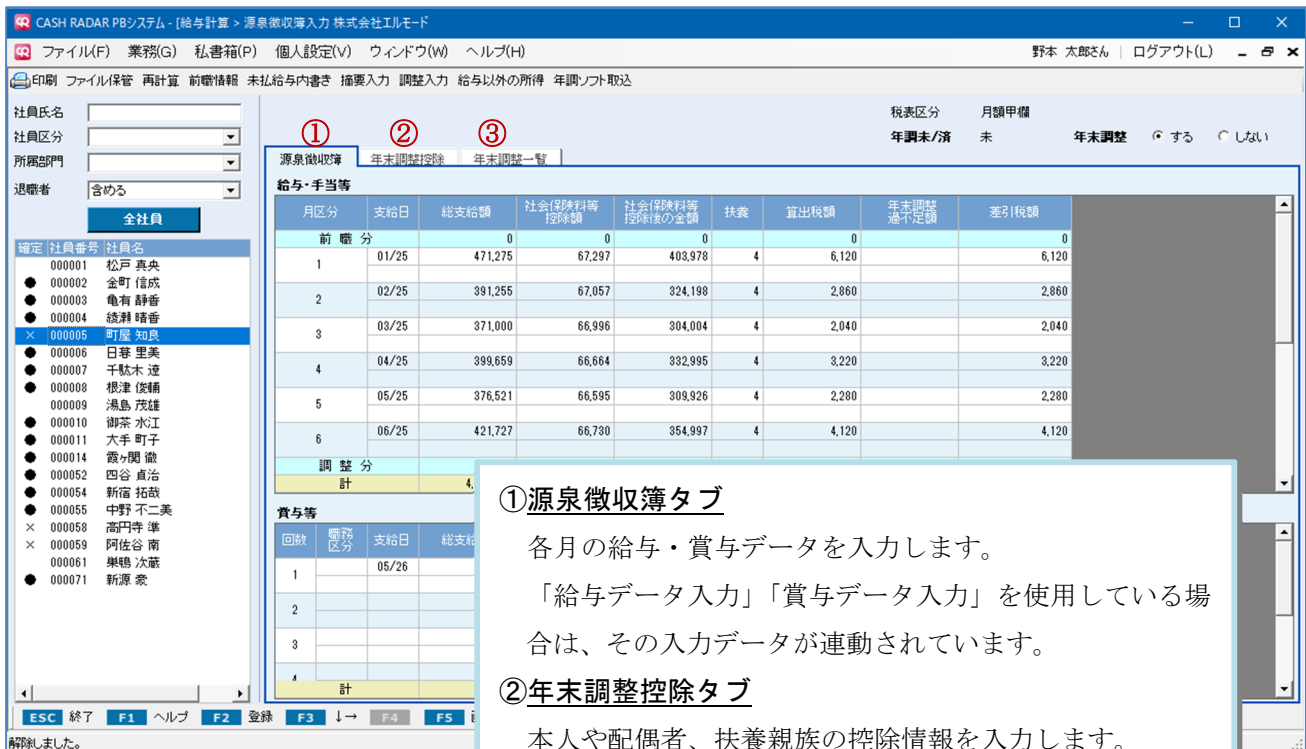 CASH RADAR PBシステム - [給与計算 > 源泉徴収簿入力 株式会社エルモード
ファイル(F) 業務(G) 私書箱(P) 個人設定(V) ウィンドウ(W) ヘルプ(H) 野本 太郎さん | ログアウト(L)
印刷 ファイル保管 再計算 前職情報 未払給与内書き 摘要入力 調整入力 給与以外の所得 年調ソフト取込
社員氏名
社員区分
所属部門
退職者 含める
全社員
税表区分 月額甲欄
年調未/済 未 年末調整 する しない
① ② ③
源泉徴収簿 年末調整控除 年末調整一覧
確定 社員番号 社員名
000001 松戸 真央
● 000002 金町 信成
● 000003 亀有 静香
● 000004 綾瀬 晴香
× 000005 町屋 知良
● 000006 日暮 里美
● 000007 千駄木 遼
● 000008 根津 俊輔
000009 湯島 茂雄
● 000010 御茶 水江
● 000011 大手 町子
● 000014 霞ヶ関 徹
● 000052 四谷 直治
● 000054 新宿 拓哉
● 000055 中野 不二美
× 000058 高円寺 準
× 000059 阿佐谷 南
000061 巣鴨 次蔵
● 000071 新源 豪
給与・手当等
月区分 支給日 総支給額 社会保険料等控除額 社会保険料等控除後の金額 扶養 算出税額 年末調整過不足額 差引税額
前 職 分 0 0 0 0 0
1 01/25 471,275 67,297 403,978 4 6,120 6,120
2 02/25 391,255 67,057 324,198 4 2,860 2,860
3 03/25 371,000 66,996 304,004 4 2,040 2,040
4 04/25 399,659 66,664 332,995 4 3,220 3,220
5 05/25 376,521 66,595 309,926 4 2,280 2,280
6 06/25 421,727 66,730 354,997 4 4,120 4,120
調 整 分
計 4,
賞与等
回数 職務区分 支給日 総支給
1 05/26
2
3
4
計
①源泉徴収簿タブ
各月の給与・賞与データを入力します。
「給与データ入力」「賞与データ入力」を使用している場
合は、その入力データが連動されています。
②年末調整控除タブ
本人や配偶者、扶養親族の控除情報を入力します。
ESC 終了 F1 ヘルプ F2 登録 F3 ↓→ F4 F5
解除しました。